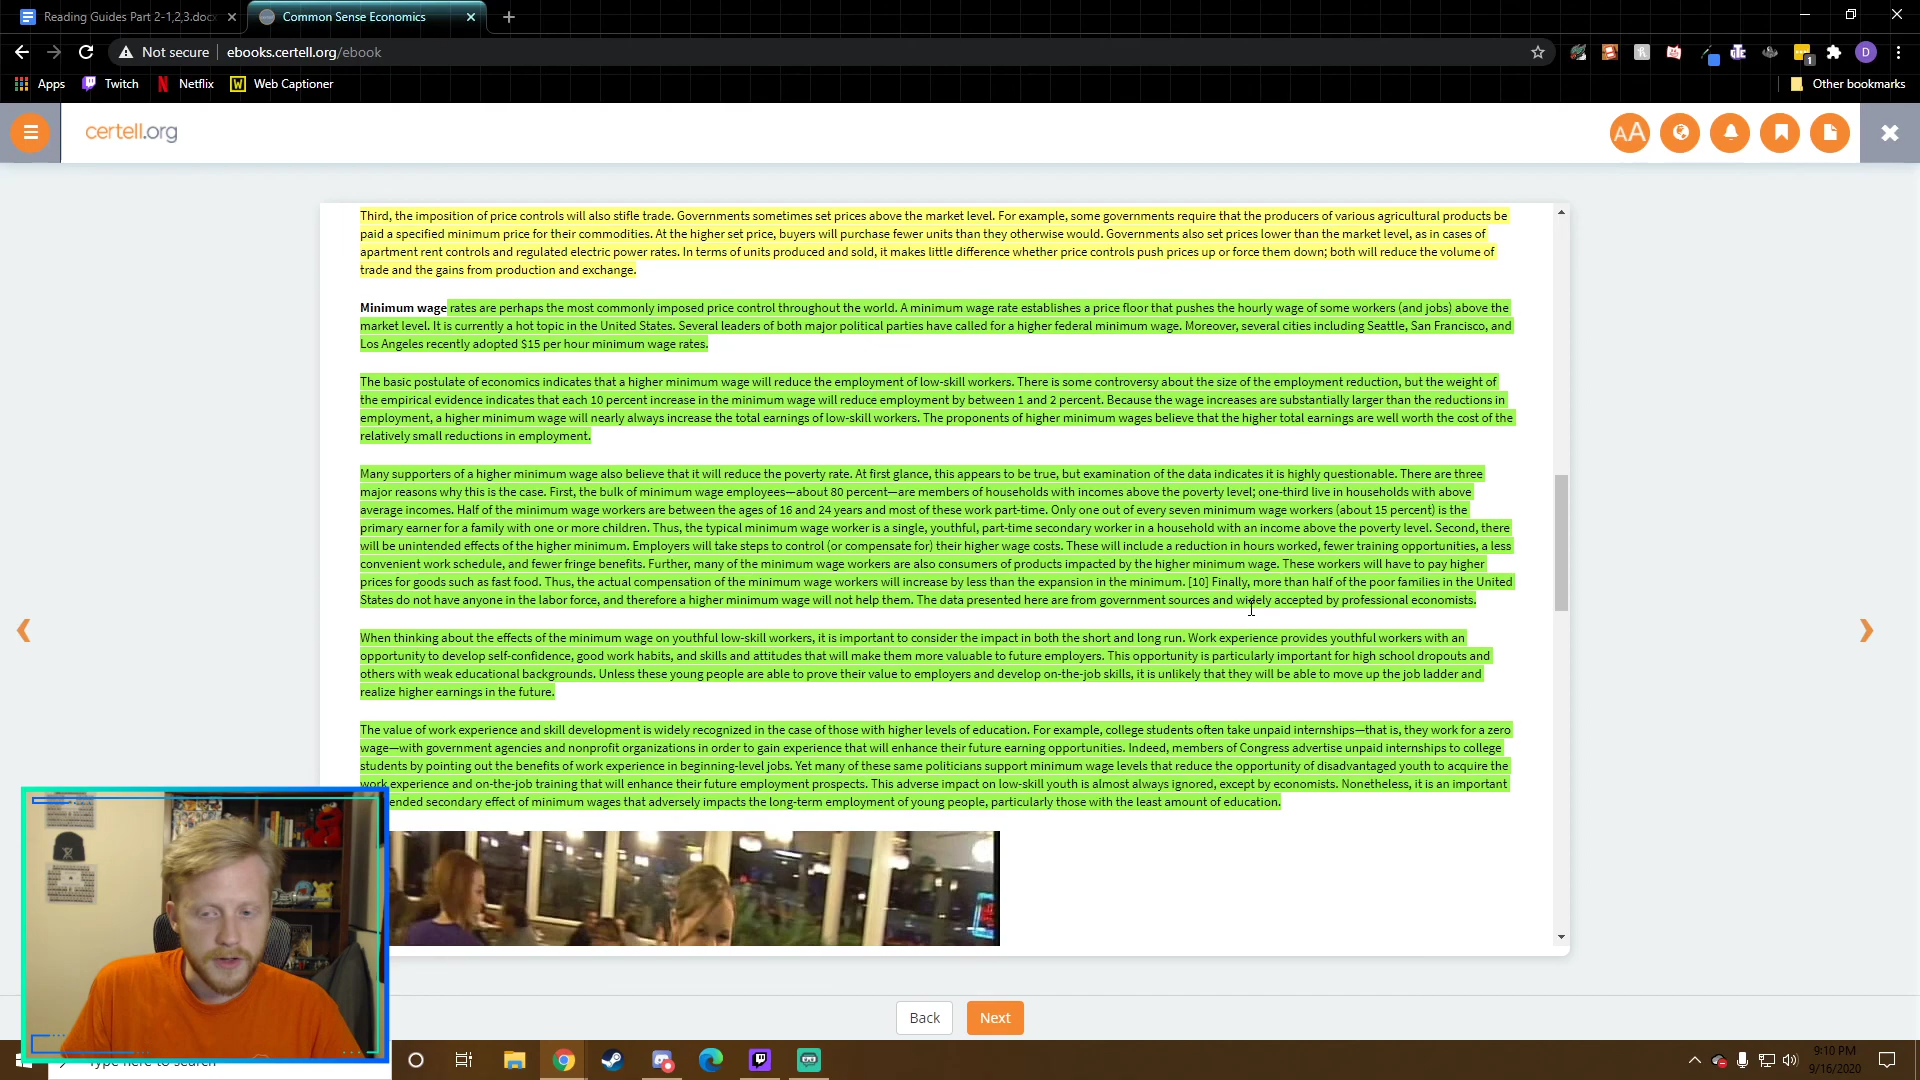 Reading Guides Part 2-1,2,3.docx
Common Sense Economics
Not secure
ebooks.certell.org/ebook
Apps
Twitch
Netflix
Web Captioner
Other bookmarks
certell.org
AA
Third, the imposition of price controls will also stifle trade. Governments sometimes set prices above the market level. For example, some governments require that the producers of various agricultural products be
paid a specified minimum price for their commodities. At the higher set price, buyers will purchase fewer units than they otherwise would. Governments also set prices lower than the market level, as in cases of
apartment rent controls and regulated electric power rates. In terms of units produced and sold, it makes little difference whether price controls push prices up or force them down; both will reduce the volume of
trade and the gains from production and exchange.
Minimum wage rates are perhaps the most commonly imposed price control throughout the world. A minimum wage rate establishes a price floor that pushes the hourly wage of some workers (and jobs) above the
market level. It is currently a hot topic in the United States. Several leaders of both major political parties have called for a higher federal minimum wage. Moreover, several cities including Seattle, San Francisco, and
Los Angeles recently adopted $15 per hour minimum wage rates.
The basic postulate of economics indicates that a higher minimum wage will reduce the employment of low-skill workers. There is some controversy about the size of the employment reduction, but the weight of
the empirical evidence indicates that each 10 percent increase in the minimum wage will reduce employment by between 1 and 2 percent. Because the wage increases are substantially larger than the reductions in
employment, a higher minimum wage will nearly always increase the total earnings of low-skill workers. The proponents of higher minimum wages believe that the higher total earnings are well worth the cost of the
relatively small reductions in employment.
Many supporters of a higher minimum wage also believe that it will reduce the poverty rate. At first glance, this appears to be true, but examination of the data indicates it is highly questionable. There are three
major reasons why this is the case. First, the bulk of minimum wage employees—about 80 percent—are members of households with incomes above the poverty level; one-third live in households with above
average incomes. Half of the minimum wage workers are between the ages of 16 and 24 years and most of these work part-time. Only one out of every seven minimum wage workers (about 15 percent) is the
primary earner for a family with one or more children. Thus, the typical minimum wage worker is a single, youthful, part-time secondary worker in a household with an income above the poverty level. Second, there
will be unintended effects of the higher minimum. Employers will take steps to control (or compensate for) their higher wage costs. These will include a reduction in hours worked, fewer training opportunities, a less
convenient work schedule, and fewer fringe benefits. Further, many of the minimum wage workers are also consumers of products impacted by the higher minimum wage. These workers will have to pay higher
prices for goods such as fast food. Thus, the actual compensation of the minimum wage workers will increase by less than the expansion in the minimum. [10] Finally, more than half of the poor families in the United
States do not have anyone in the labor force, and therefore a higher minimum wage will not help them. The data presented here are from government sources and widely accepted by professional economists.
When thinking about the effects of the minimum wage on youthful low-skill workers, it is important to consider the impact in both the short and long run. Work experience provides youthful workers with an
opportunity to develop self-confidence, good work habits, and skills and attitudes that will make them more valuable to future employers. This opportunity is particularly important for high school dropouts and
others with weak educational backgrounds. Unless these young people are able to prove their value to employers and develop on-the-job skills, it is unlikely that they will be able to move up the job ladder and
realize higher earnings in the future.
The value of work experience and skill development is widely recognized in the case of those with higher levels of education. For example, college students often take unpaid internships—that is, they work for a zero
wage—with government agencies and nonprofit organizations in order to gain experience that will enhance their future earning opportunities. Indeed, members of Congress advertise unpaid internships to college
students by pointing out the benefits of work experience in beginning-level jobs. Yet many of these same politicians support minimum wage levels that reduce the opportunity of disadvantaged youth to acquire the
work experience and on-the-job training that will enhance their future employment prospects. This adverse impact on low-skill youth is almost always ignored, except by economists. Nonetheless, it is an important
ended secondary effect of minimum wages that adversely impacts the long-term employment of young people, particularly those with the least amount of education.
Back
Next
Type here to search
9:10 PM
9/16/2020